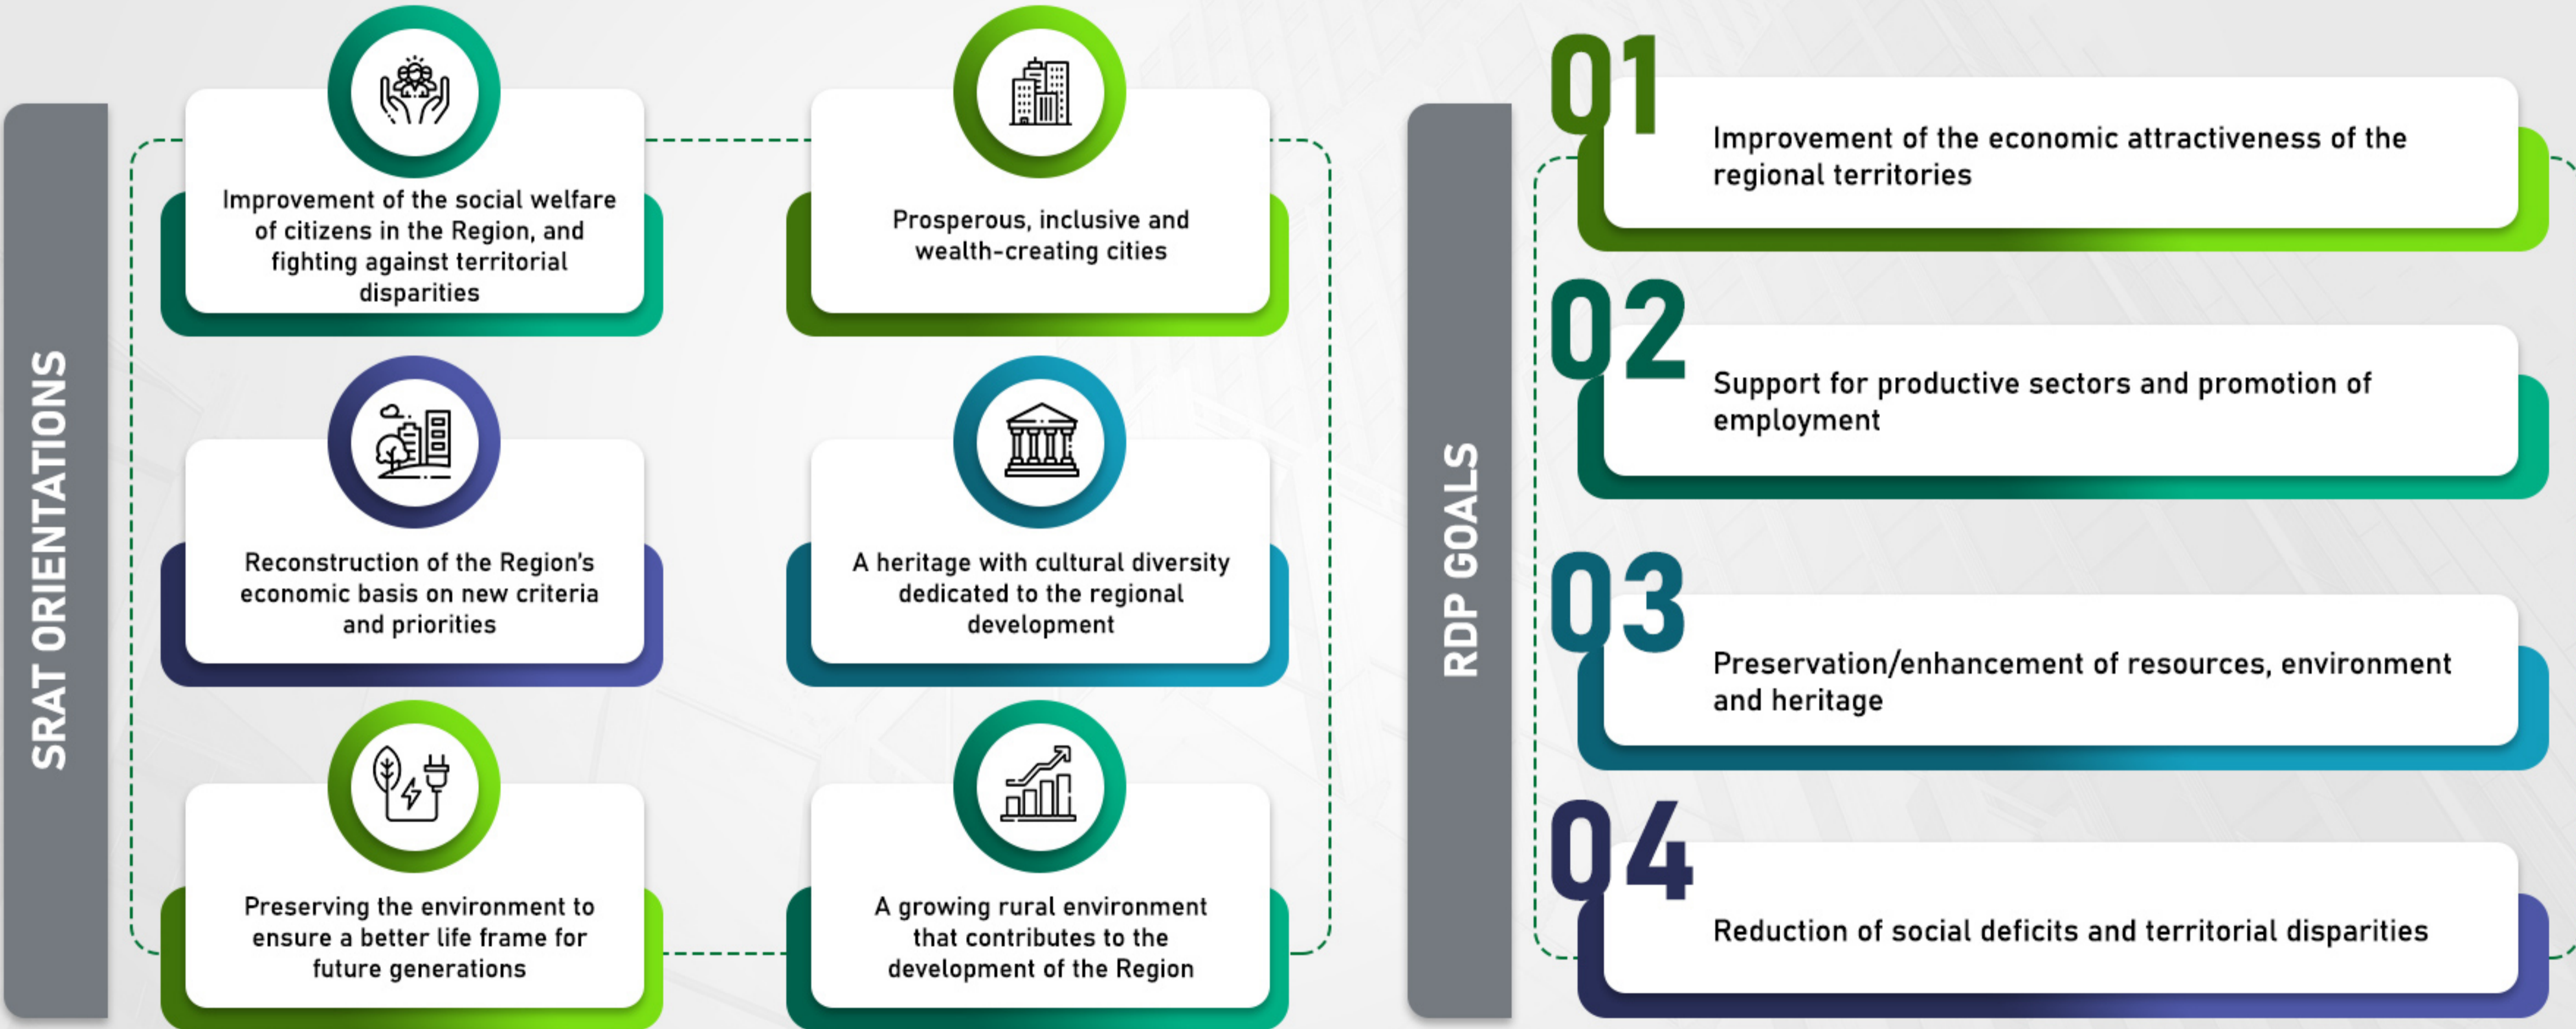 SRAT ORIENTATIONS
Improvement of the social welfare
of citizens in the Region, and
fighting against territorial
disparities
Prosperous, inclusive and
wealth-creating cities
Reconstruction of the Region's
economic basis on new criteria
and priorities
A heritage with cultural diversity
dedicated to the regional
development
Preserving the environment to
ensure a better life frame for
future generations
A growing rural environment
that contributes to the
development of the Region
RDP GOALS
01
Improvement of the economic attractiveness of the
regional territories
02
Support for productive sectors and promotion of
employment
03
Preservation/enhancement of resources, environment
and heritage
04
Reduction of social deficits and territorial disparities